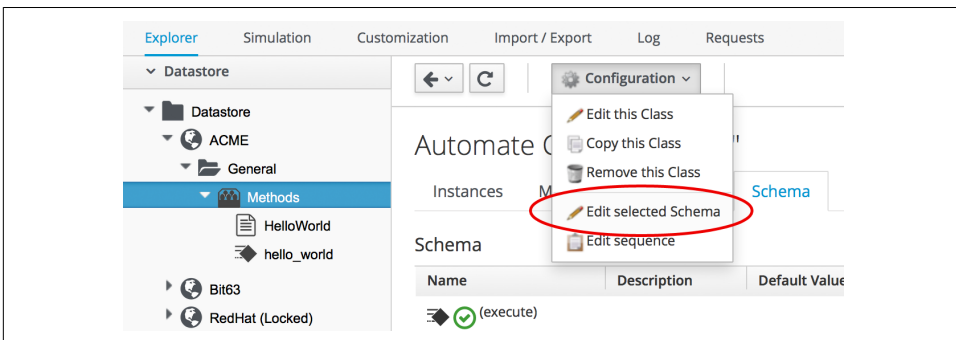 Explorer Simulation Customization Import / Export Log Requests
Datastore
Configuration
Datastore
ACME
General
Methods
HelloWorld
hello_world
Bit63
RedHat (Locked)
Edit this Class
Copy this Class
Remove this Class
Edit selected Schema
Edit sequence
Automate "
Instances M Schema
Schema
Name Description Default Value
(execute)